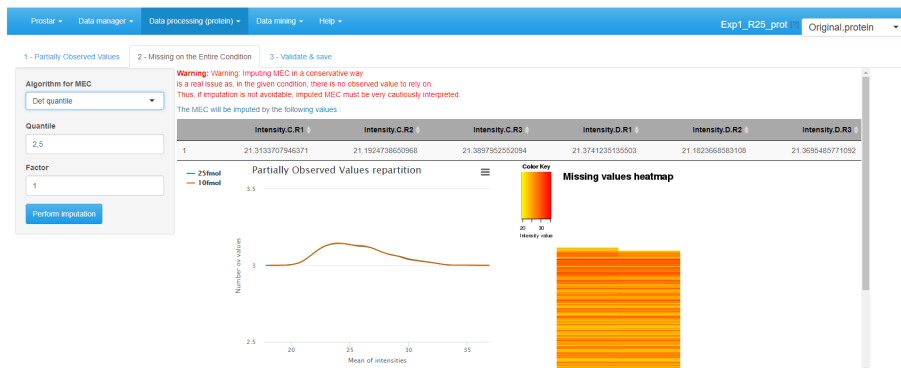 Prostar Data manager Data processing (protein) Data mining Help Exp1_R25_prot Original.protein
1 - Partially Observed Values 2 - Missing on the Entire Condition 3 - Validate & save
Warning: Warning: Imputing MEC in a conservative way
is a real issue as, in the given condition, there is no observed value to rely on.
Thus, if imputation is not avoidable, imputed MEC must be very cautiously interpreted.
The MEC will be imputed by the following values :
Algorithm for MEC
Det quantile
Quantile
2,5
Factor
1
Perform imputation
Intensity.C.R1 Intensity.C.R2 Intensity.C.R3 Intensity.D.R1 Intensity.D.R2 Intensity.D.R3
1 21.3133707946371 21.1924738650968 21.3897952552094 21.3741235135503 21.1823668583108 21.3695485771092
25fmol
10fmol
Partially Observed Values repartition
3.5
3
2.5
Number ov values
20 25 30 35
Mean of intensities
Color Key
20 30
Intensity value
Missing values heatmap